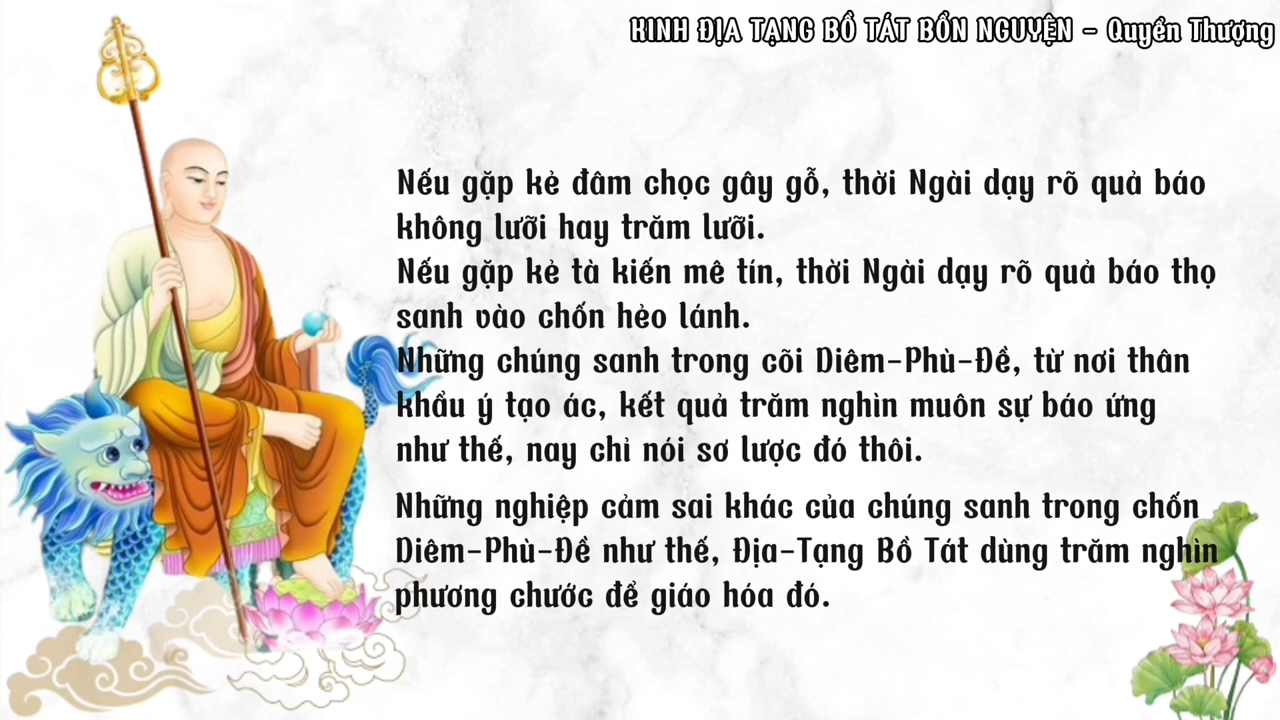 KINH ĐỊA TẠNG BỒ TÁT BỔN NGUYỆN - Quyển Thượng
Nếu gặp kẻ đâm chọc gây gỗ, thời Ngài dạy rõ quả báo
không lưỡi hay trăm lưỡi.
Nếu gặp kẻ tà kiến mê tín, thời Ngài dạy rõ quả báo thọ
sanh vào chốn hẻo lánh.
Những chúng sanh trong cõi Diêm-Phù-Đề, từ nơi thân
khẩu ý tạo ác, kết quả trăm nghìn muôn sự báo ứng
như thế, nay chỉ nói sơ lược đó thôi.
Những nghiệp cảm sai khác của chúng sanh trong chốn
Diêm-Phù-Đề như thế, Địa-Tạng Bồ Tát dùng trăm nghìn
phương chước để giáo hóa đó.